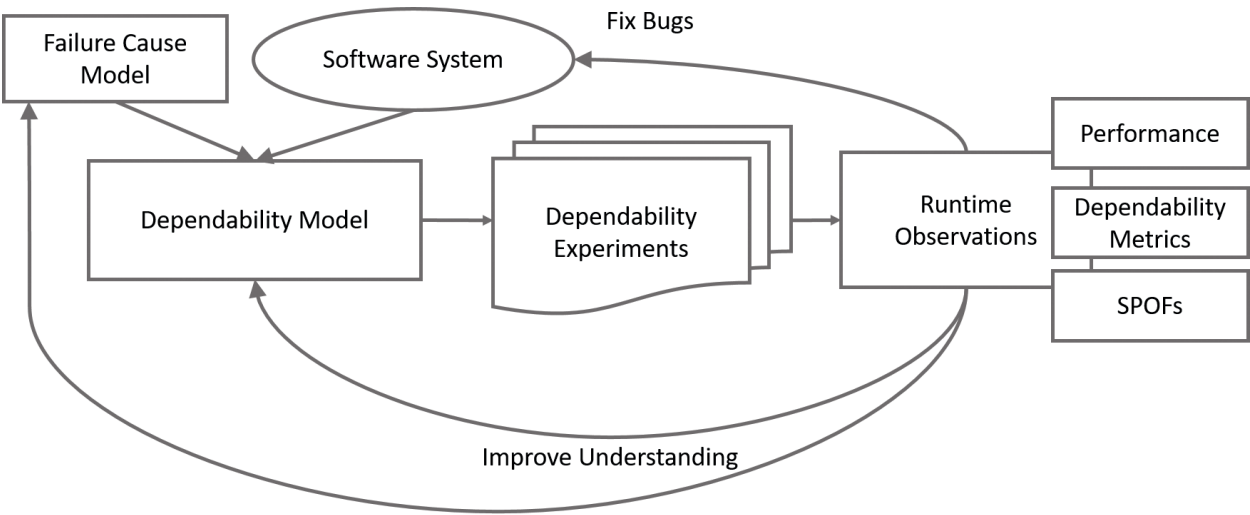 Fix Bugs
Failure Cause
Model
Software System
Performance
Dependability Model
Dependability
Experiments
Runtime
Observations
Dependability
Metrics
SPOFs
Improve Understanding